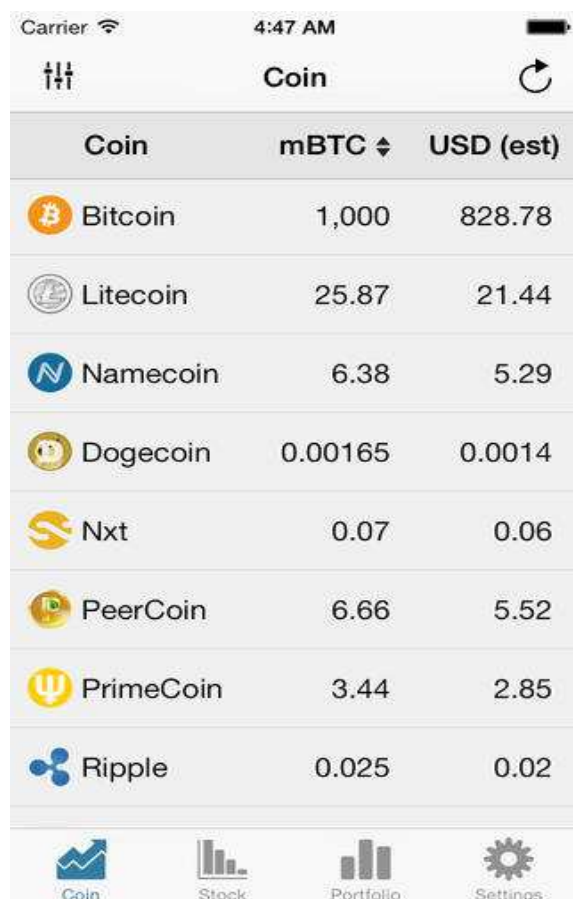 Carrier 4:47 AM
Coin
Coin mBTC USD (est)
Bitcoin 1,000 828.78
Litecoin 25.87 21.44
Namecoin 6.38 5.29
Dogecoin 0.00165 0.0014
Nxt 0.07 0.06
PeerCoin 6.66 5.52
PrimeCoin 3.44 2.85
Ripple 0.025 0.02
Coin Stock Portfolio Settings